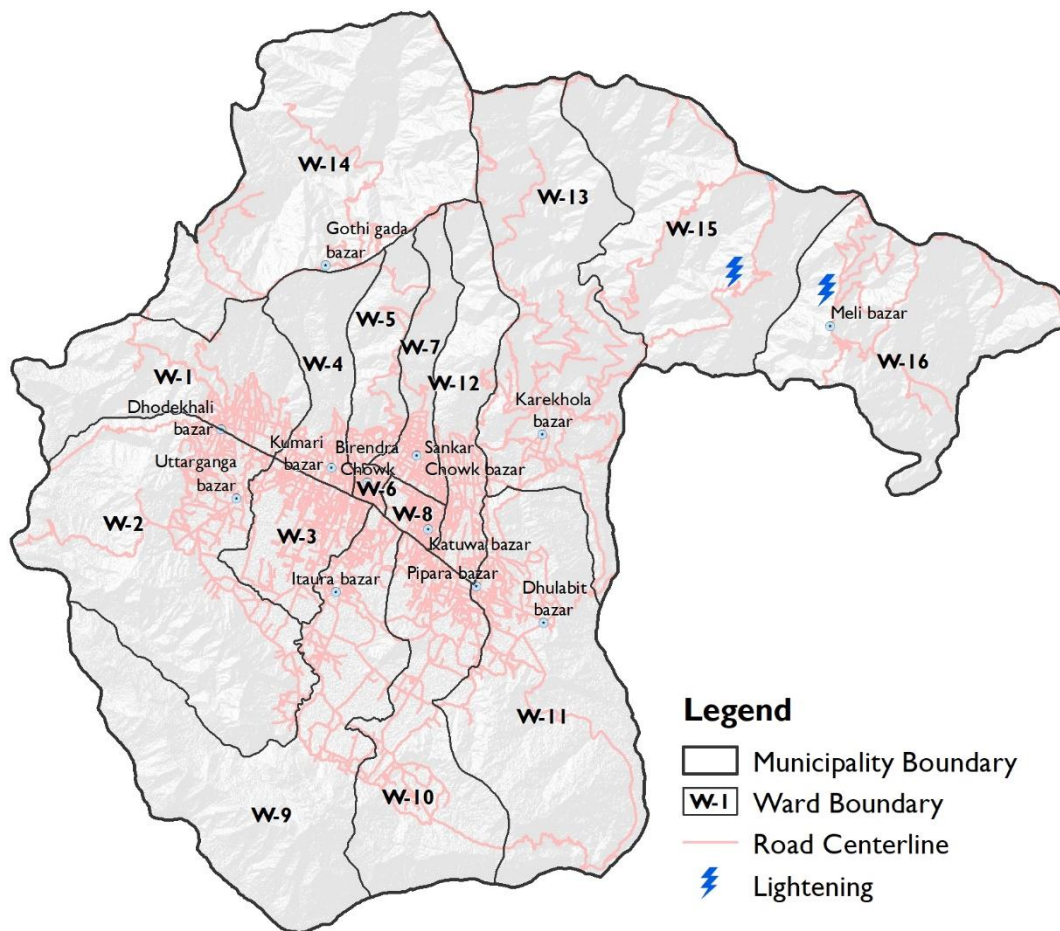 W-14
W-13
Gothi gada
bazar
W-15
W-5
W-4
W-7
Meli bazar
W-16
W-1
W-12
Dhodekhali
bazar
Karekhola
bazar
Kumari
bazar
Birendra
Chowk
Sankar
Chowk bazar
Uttarganga
bazar
W-6
W-2
W-8
W-3
Katuwa bazar
Itaura bazar
Pipara bazar
Dhulabit
bazar
W-11
W-10
W-9
Legend
Municipality Boundary
W-1 Ward Boundary
Road Centerline
Lightening